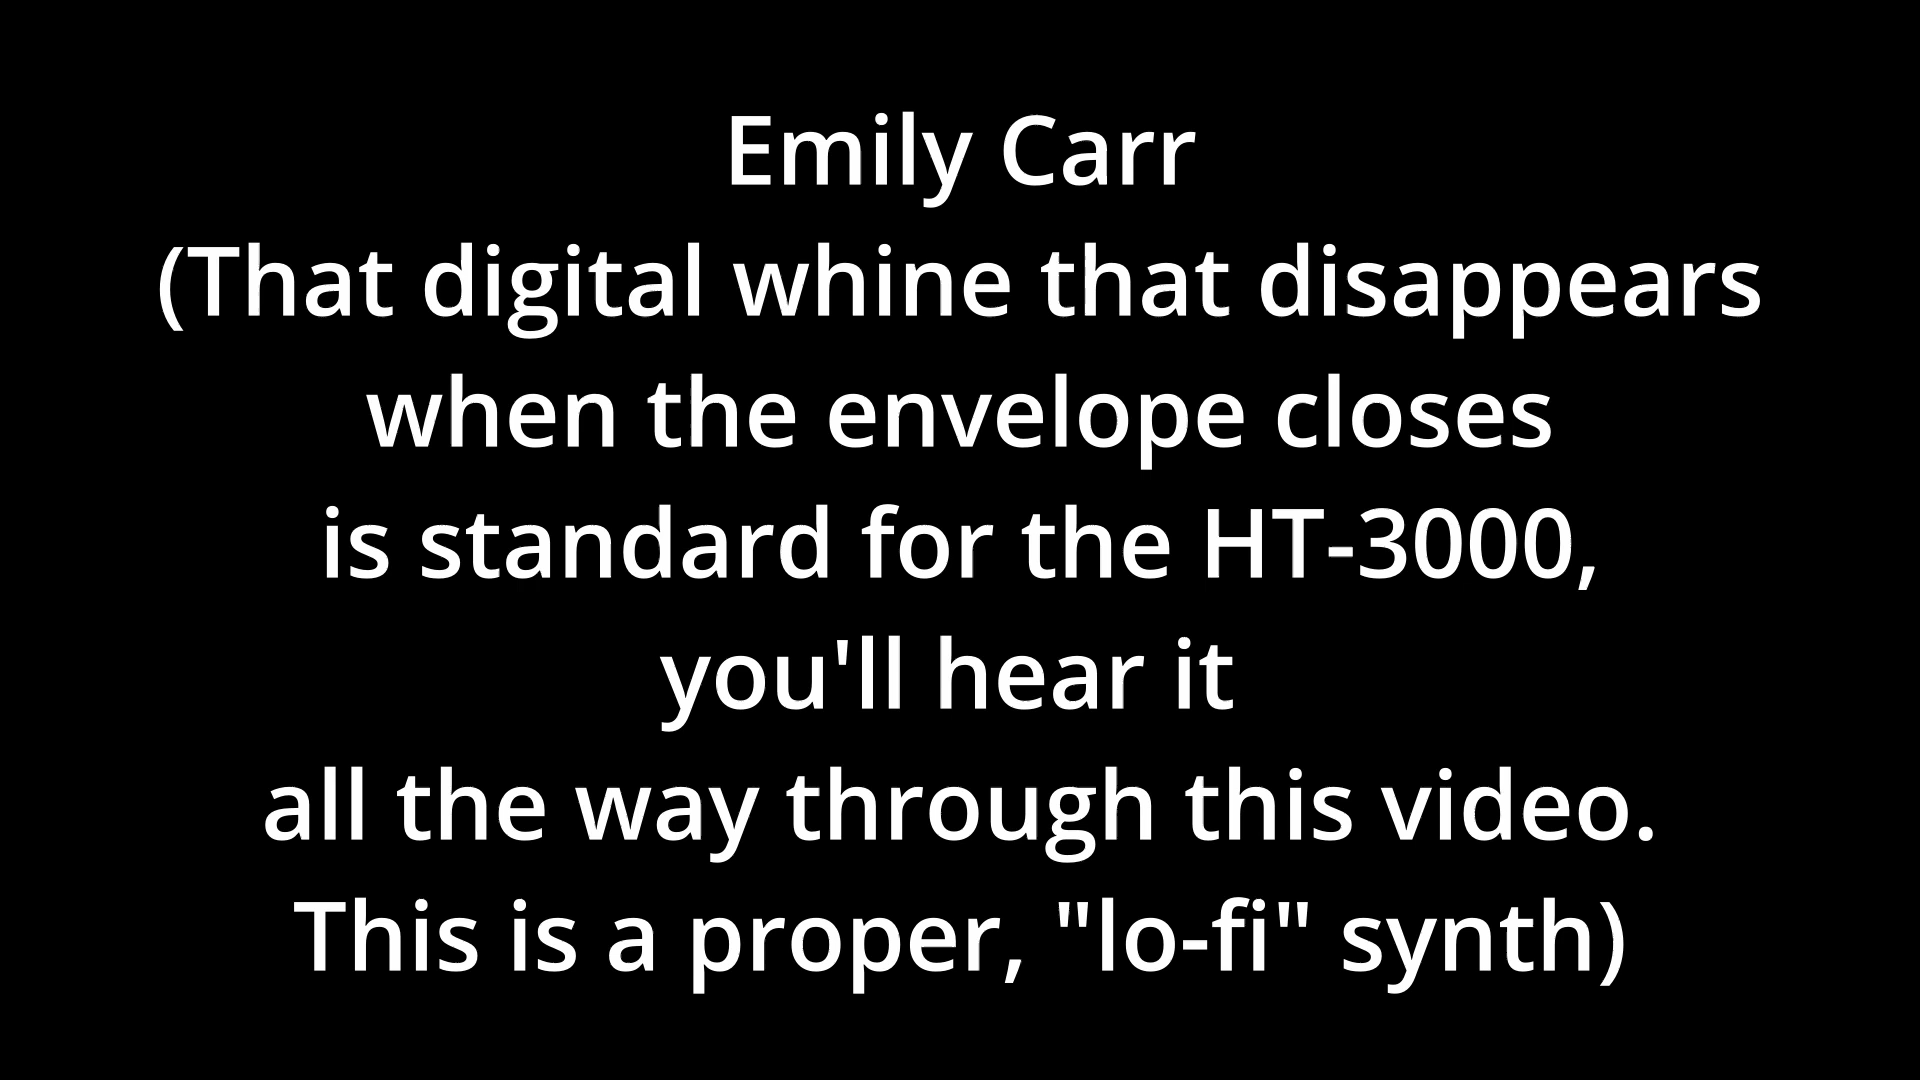 Emily Carr
(That digital whine that disappears
when the envelope closes
is standard for the HT-3000,
you'll hear it
all the way through this video.
This is a proper, "lo-fi" synth)